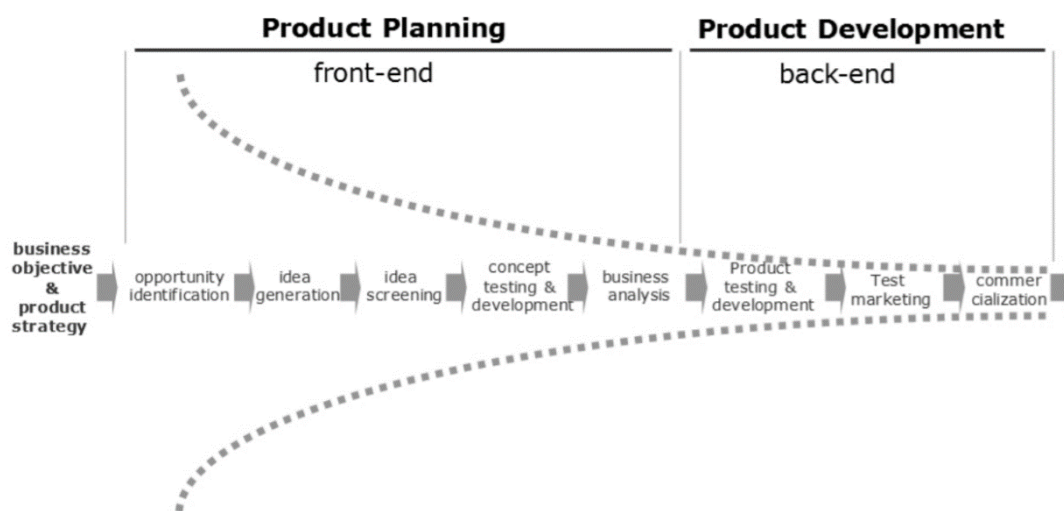 Product Planning
Product Development
front-end
back-end
business
objective
&
product
strategy
opportunity
identification
idea
generation
idea
screening
concept
testing &
development
business
analysis
Product
testing &
development
Test
marketing
commer
cialization